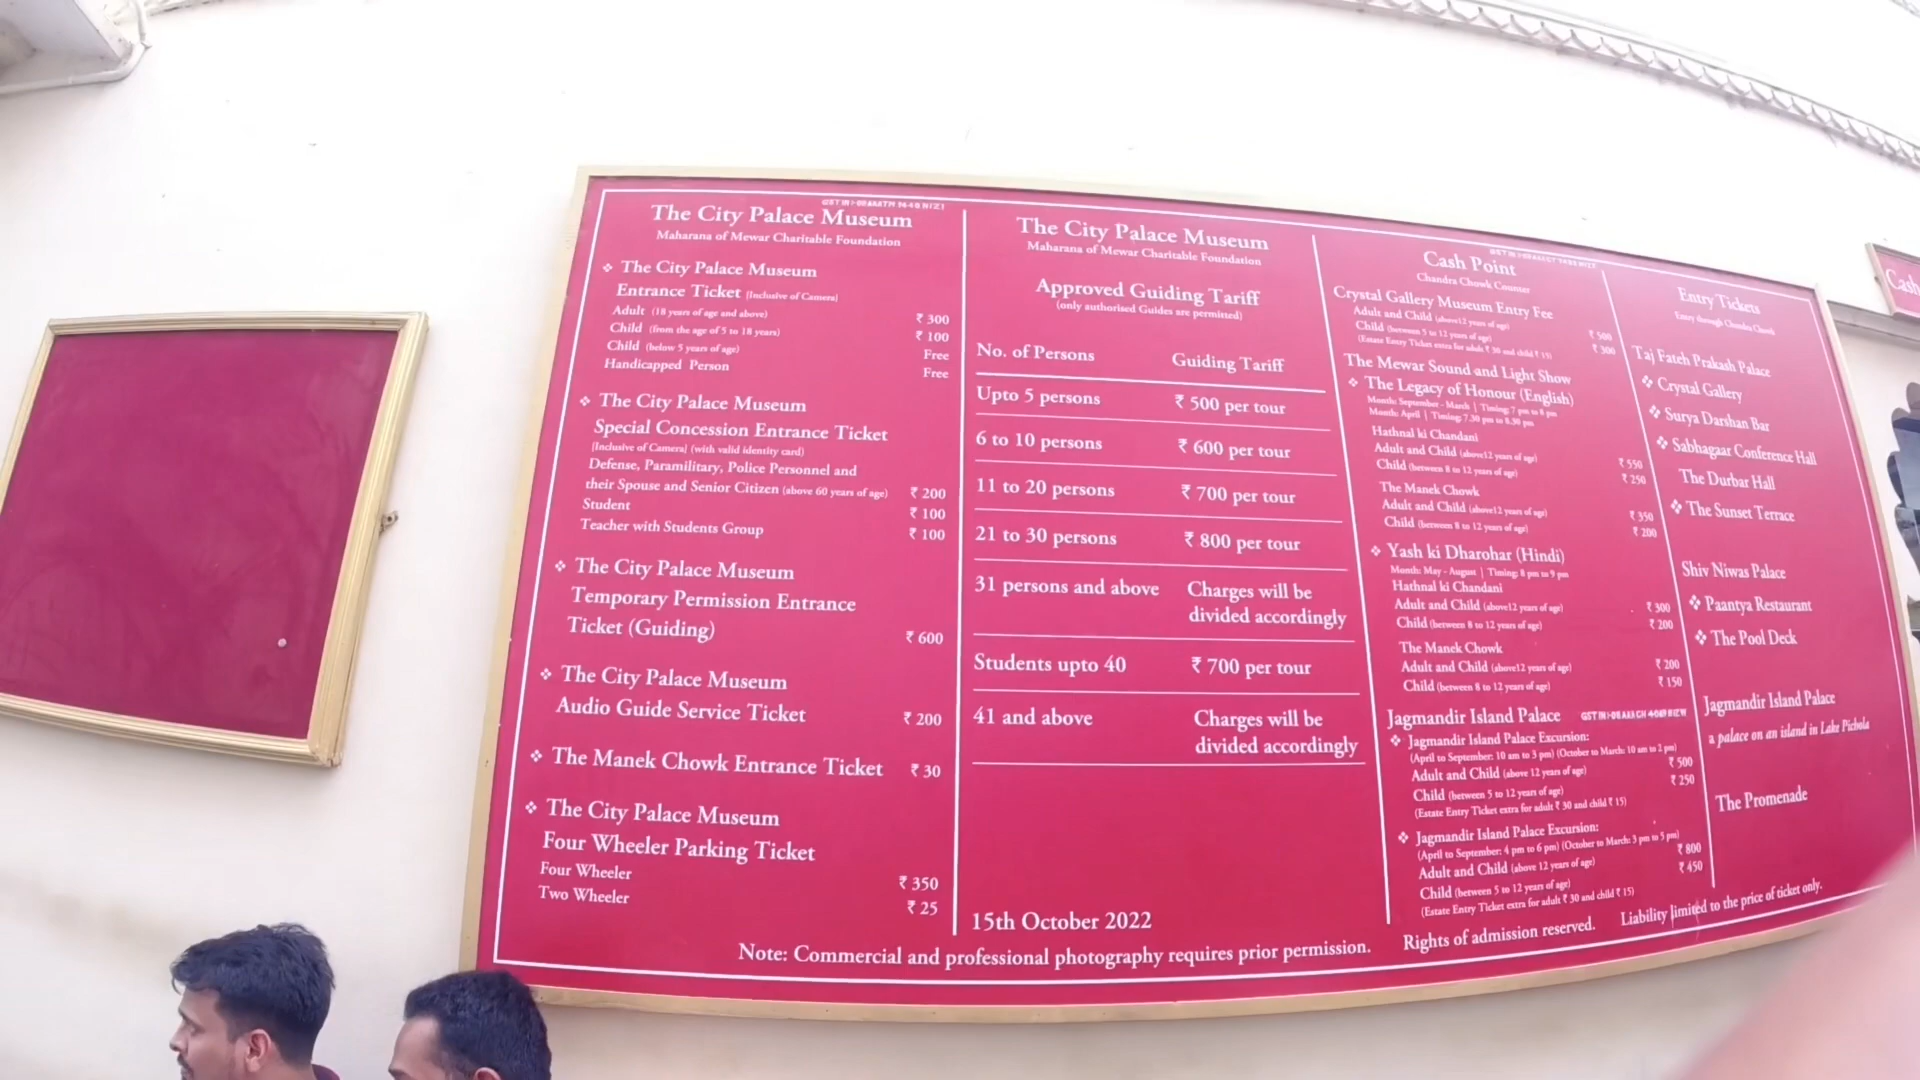 The City Palace Museum
Maharana of Mewar Charitable Foundation
❖ The City Palace Museum
Entrance Ticket [Inclusive of Camera]
Adult (18 years of age and above) ₹ 300
Child (from the age of 5 to 18 years) ₹ 100
Child (below 5 years of age) Free
Handicapped Person Free
❖ The City Palace Museum
Special Concession Entrance Ticket
[Inclusive of Camera] (with valid identity card)
Defense, Paramilitary, Police Personnel and
their Spouse and Senior Citizen (above 60 years of age) ₹ 200
Student ₹ 100
Teacher with Students Group ₹ 100
❖ The City Palace Museum
Temporary Permission Entrance
Ticket (Guiding) ₹ 600
❖ The City Palace Museum
Audio Guide Service Ticket ₹ 200
❖ The Manek Chowk Entrance Ticket ₹ 30
❖ The City Palace Museum
Four Wheeler Parking Ticket
Four Wheeler ₹ 350
Two Wheeler ₹ 25
The City Palace Museum
Maharana of Mewar Charitable Foundation
Approved Guiding Tariff
(only authorised Guides are permitted)
No. of Persons Guiding Tariff
Upto 5 persons ₹ 500 per tour
6 to 10 persons ₹ 600 per tour
11 to 20 persons ₹ 700 per tour
21 to 30 persons ₹ 800 per tour
31 persons and above Charges will be
divided accordingly
Students upto 40 ₹ 700 per tour
41 and above Charges will be
divided accordingly
15th October 2022
Cash Point
Chandra Chowk Counter
Crystal Gallery Museum Entry Fee
Adult and Child (above12 years of age) ₹ 500
Child (between 5 to 12 years of age) ₹ 300
(Estate Entry Ticket extra for adult ₹ 30 and child ₹ 15)
The Mewar Sound and Light Show
❖ The Legacy of Honour (English)
Month: September - March | Timing: 7 pm to 8 pm
Month: April | Timing: 7.30 pm to 8.30 pm
Hathnal ki Chandani
Adult and Child (above12 years of age) ₹ 550
Child (between 8 to 12 years of age) ₹ 250
The Manek Chowk
Adult and Child (above12 years of age) ₹ 350
Child (between 8 to 12 years of age) ₹ 200
❖ Yash ki Dharohar (Hindi)
Month: May - August | Timing: 8 pm to 9 pm
Hathnal ki Chandani
Adult and Child (above12 years of age) ₹ 300
Child (between 8 to 12 years of age) ₹ 200
The Manek Chowk
Adult and Child (above12 years of age) ₹ 200
Child (between 8 to 12 years of age) ₹ 150
Jagmandir Island Palace
❖ Jagmandir Island Palace Excursion:
(April to September: 10 am to 3 pm) (October to March: 10 am to 2 pm)
Adult and Child (above 12 years of age) ₹ 500
Child (between 5 to 12 years of age) ₹ 250
(Estate Entry Ticket extra for adult ₹ 30 and child ₹ 15)
❖ Jagmandir Island Palace Excursion:
(April to September: 4 pm to 6 pm) (October to March: 3 pm to 5 pm)
Adult and Child (above 12 years of age) ₹ 800
Child (between 5 to 12 years of age) ₹ 450
(Estate Entry Ticket extra for adult ₹ 30 and child ₹ 15)
Entry Tickets
Entry through Chandra Chowk
Taj Fateh Prakash Palace
❖ Crystal Gallery
❖ Surya Darshan Bar
❖ Sabhagaar Conference Hall
The Durbar Hall
❖ The Sunset Terrace
Shiv Niwas Palace
❖ Paantya Restaurant
❖ The Pool Deck
Jagmandir Island Palace
a palace on an island in Lake Pichola
The Promenade
Note: Commercial and professional photography requires prior permission. Rights of admission reserved. Liability limited to the price of ticket only.
Cash